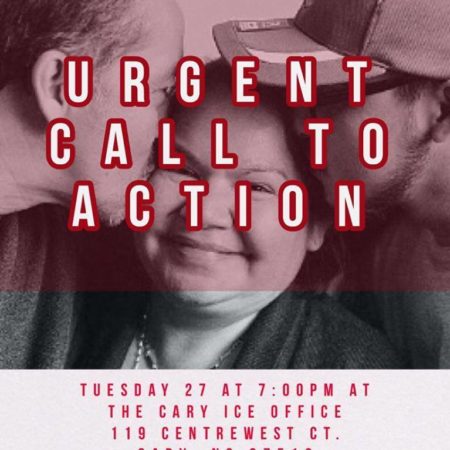 URGENT
CALL TO
ACTION
TUESDAY 27 AT 7:00PM AT
THE CARY ICE OFFICE
119 CENTREWEST CT.